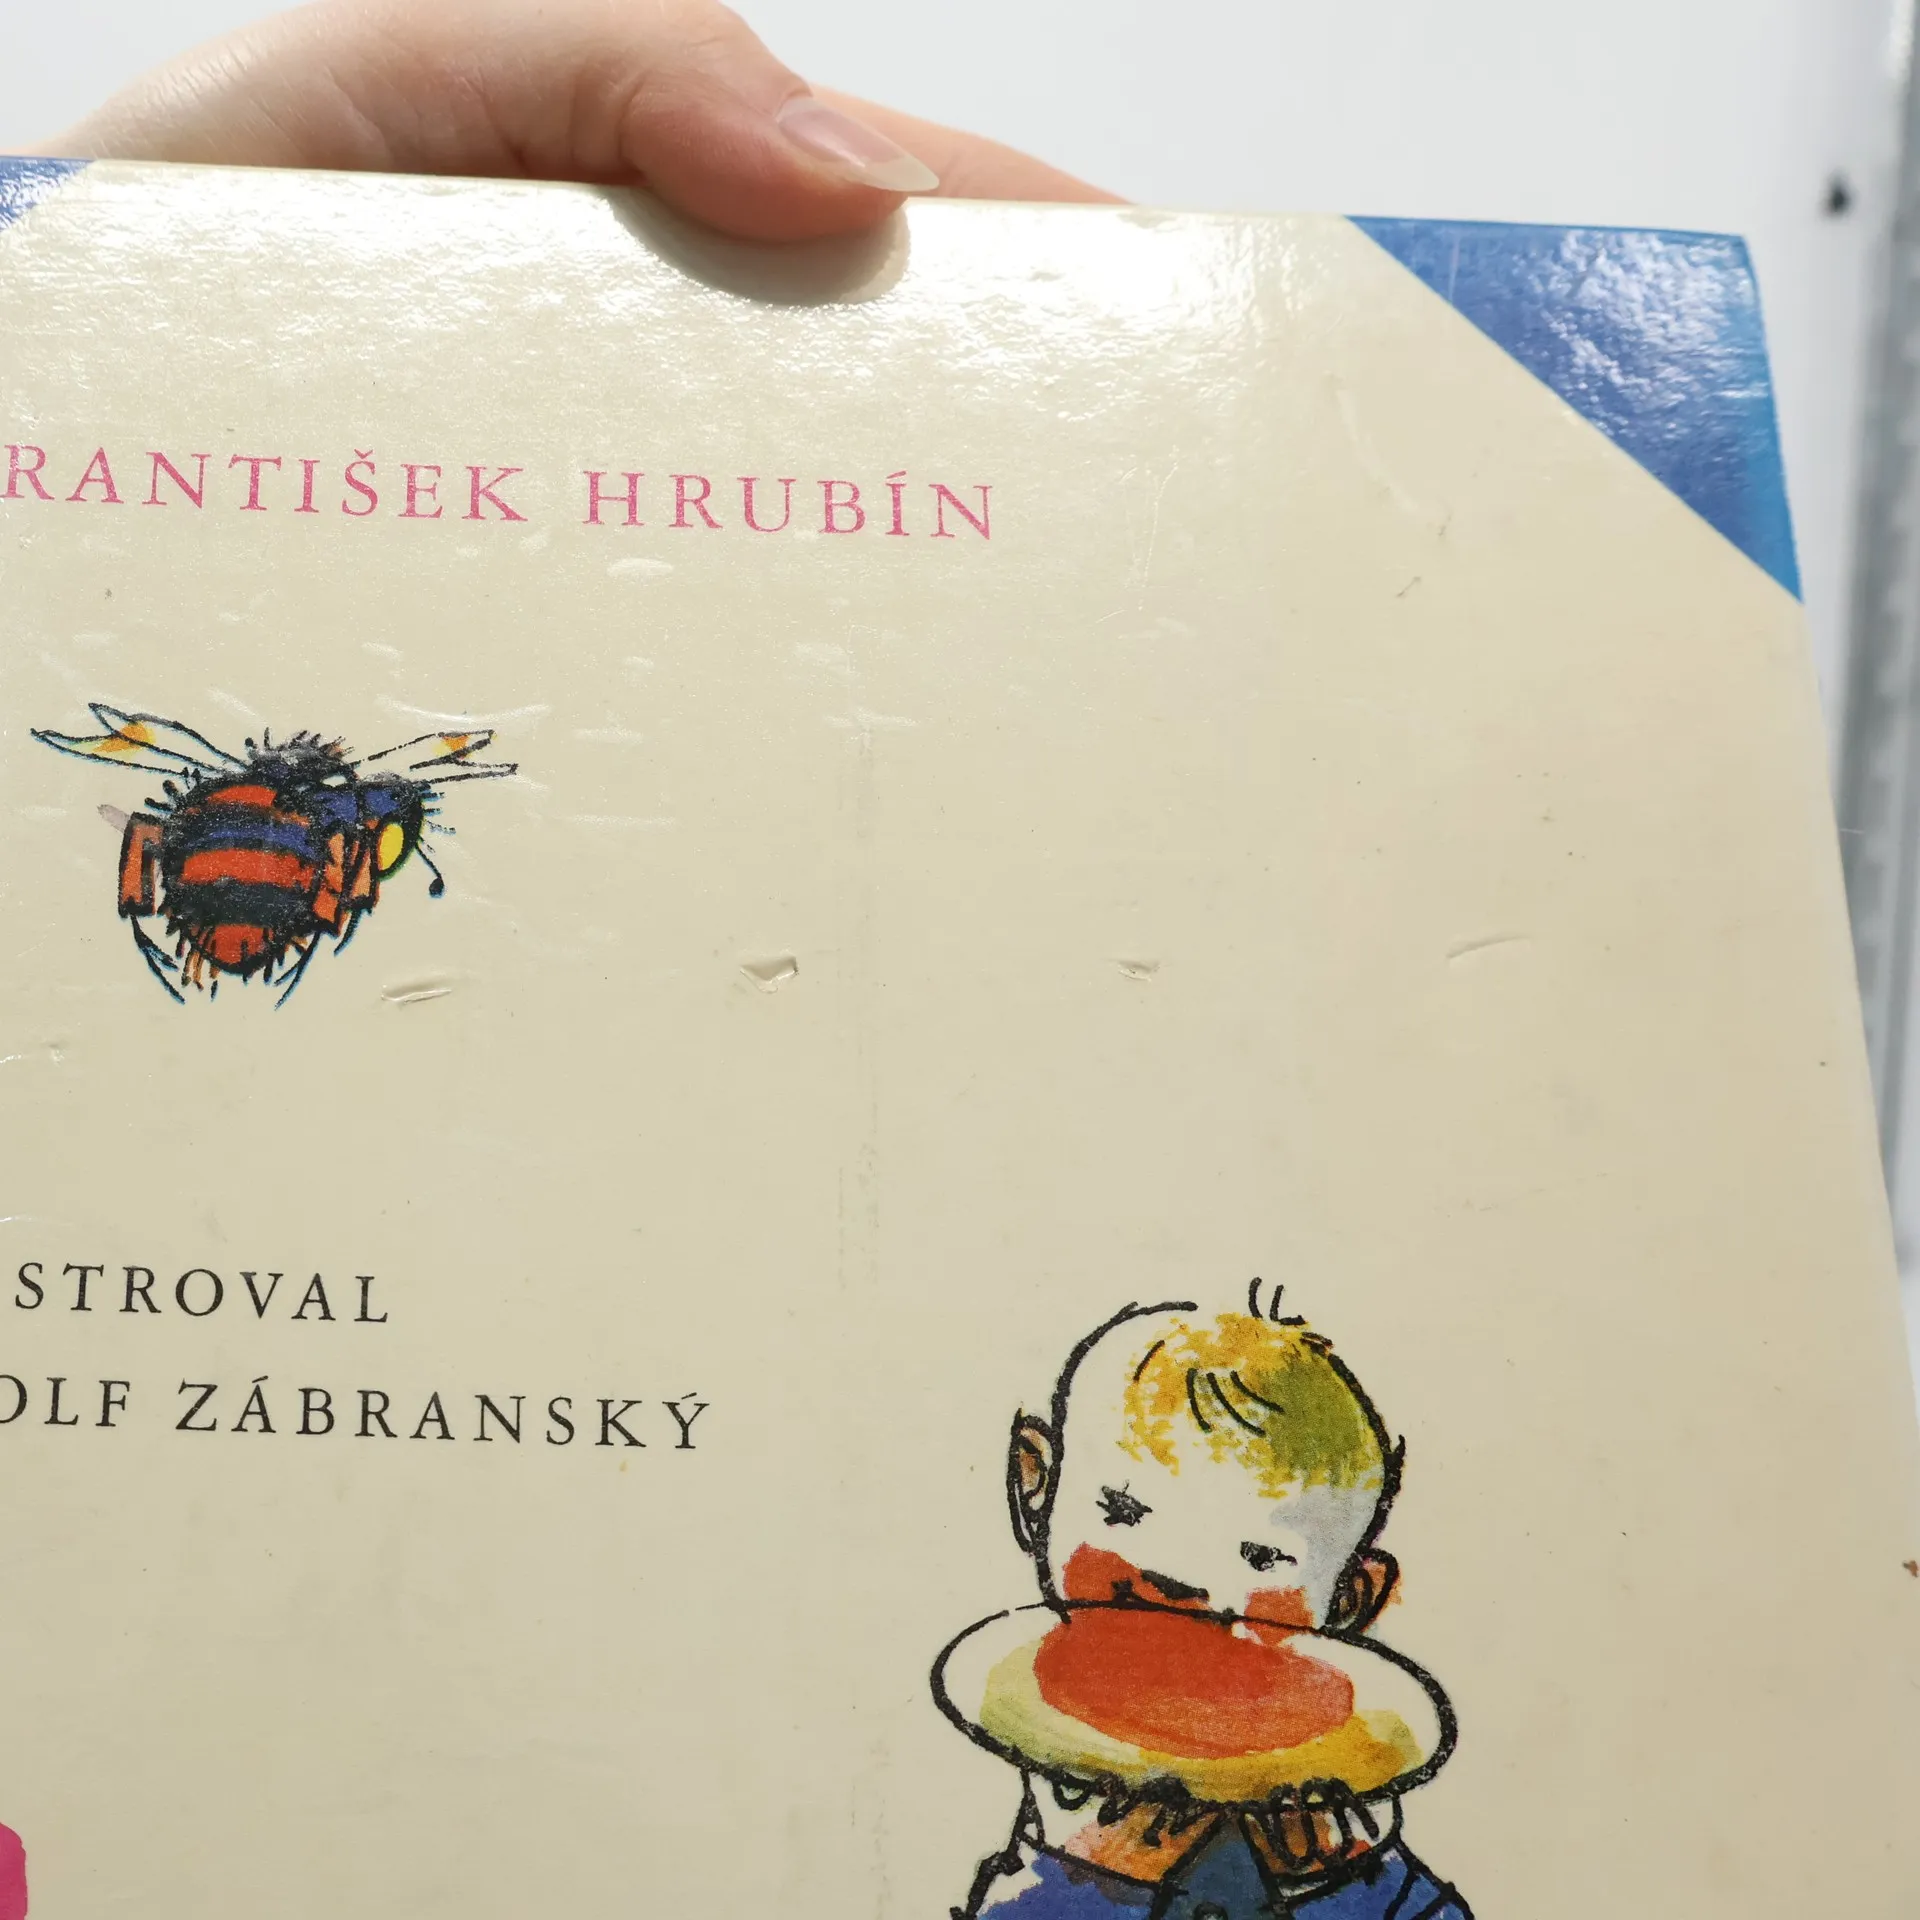 RANTIŠEK HRUBÍN
STROVAL
OLF ZÁBRANSKÝ